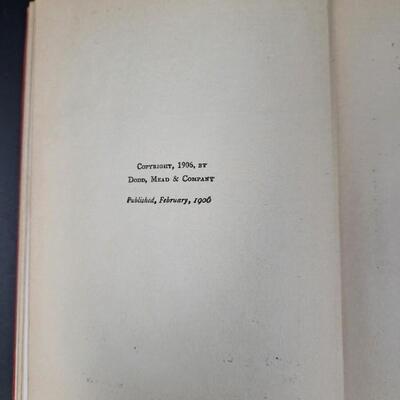 Copyright, 1906, by
Dodd, Mead & Company
Published, February, 1906